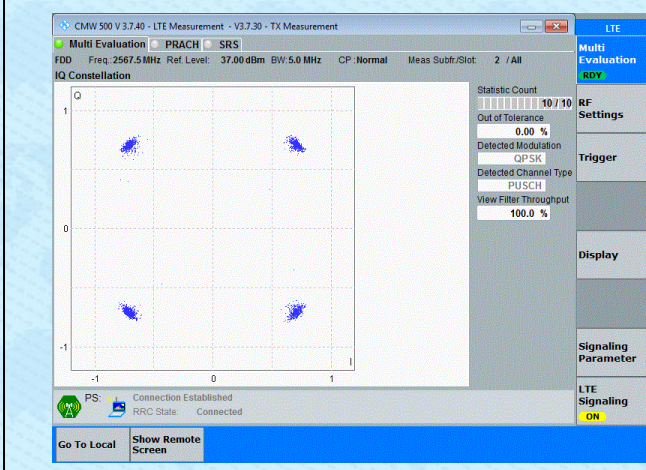 CMW 500 V 3.7.40 - LTE Measurement - V3.7.30 - TX Measurement
Multi Evaluation PRACH SRS
FDD Freq.: 2567.5 MHz Ref. Level: 37.00 dBm BW: 5.0 MHz CP : Normal Meas Subfr./Slot: 2 / All
IQ Constellation
Q
1
0
-1
-1
0
1
I
Statistic Count
10 / 10
Out of Tolerance
0.00 %
Detected Modulation
QPSK
Detected Channel Type
PUSCH
View Filter Throughput
100.0 %
PS:
Connection Established
RRC State: Connected
LTE
Multi
Evaluation
RDY
RF
Settings
Trigger
Display
Signaling
Parameter
LTE
Signaling
ON
Go To Local
Show Remote
Screen